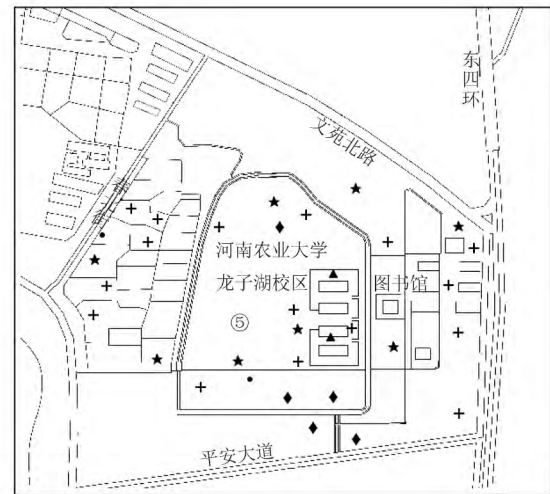 东四环
文苑北路
河南农业大学
龙子湖校区
图书馆
⑤
平安大道